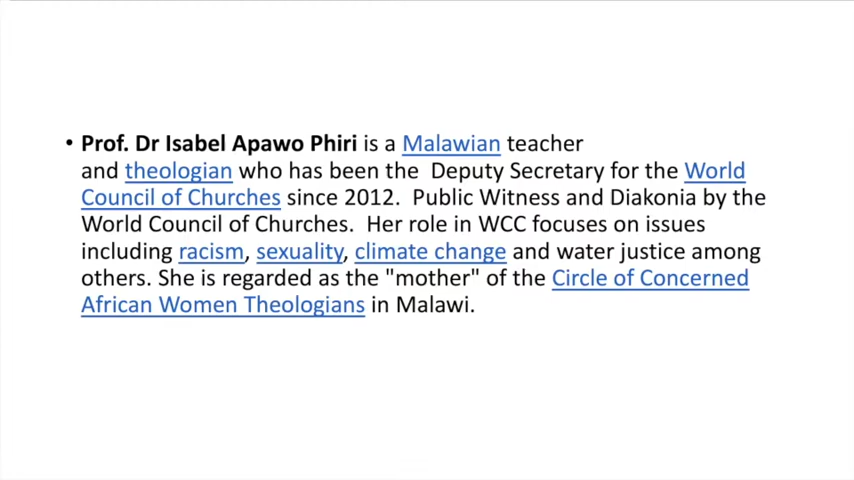 • Prof. Dr Isabel Apawo Phiri is a Malawian teacher
and theologian who has been the  Deputy Secretary for the World
Council of Churches since 2012.  Public Witness and Diakonia by the
World Council of Churches.  Her role in WCC focuses on issues
including racism, sexuality, climate change and water justice among
others. She is regarded as the "mother" of the Circle of Concerned
African Women Theologians in Malawi.